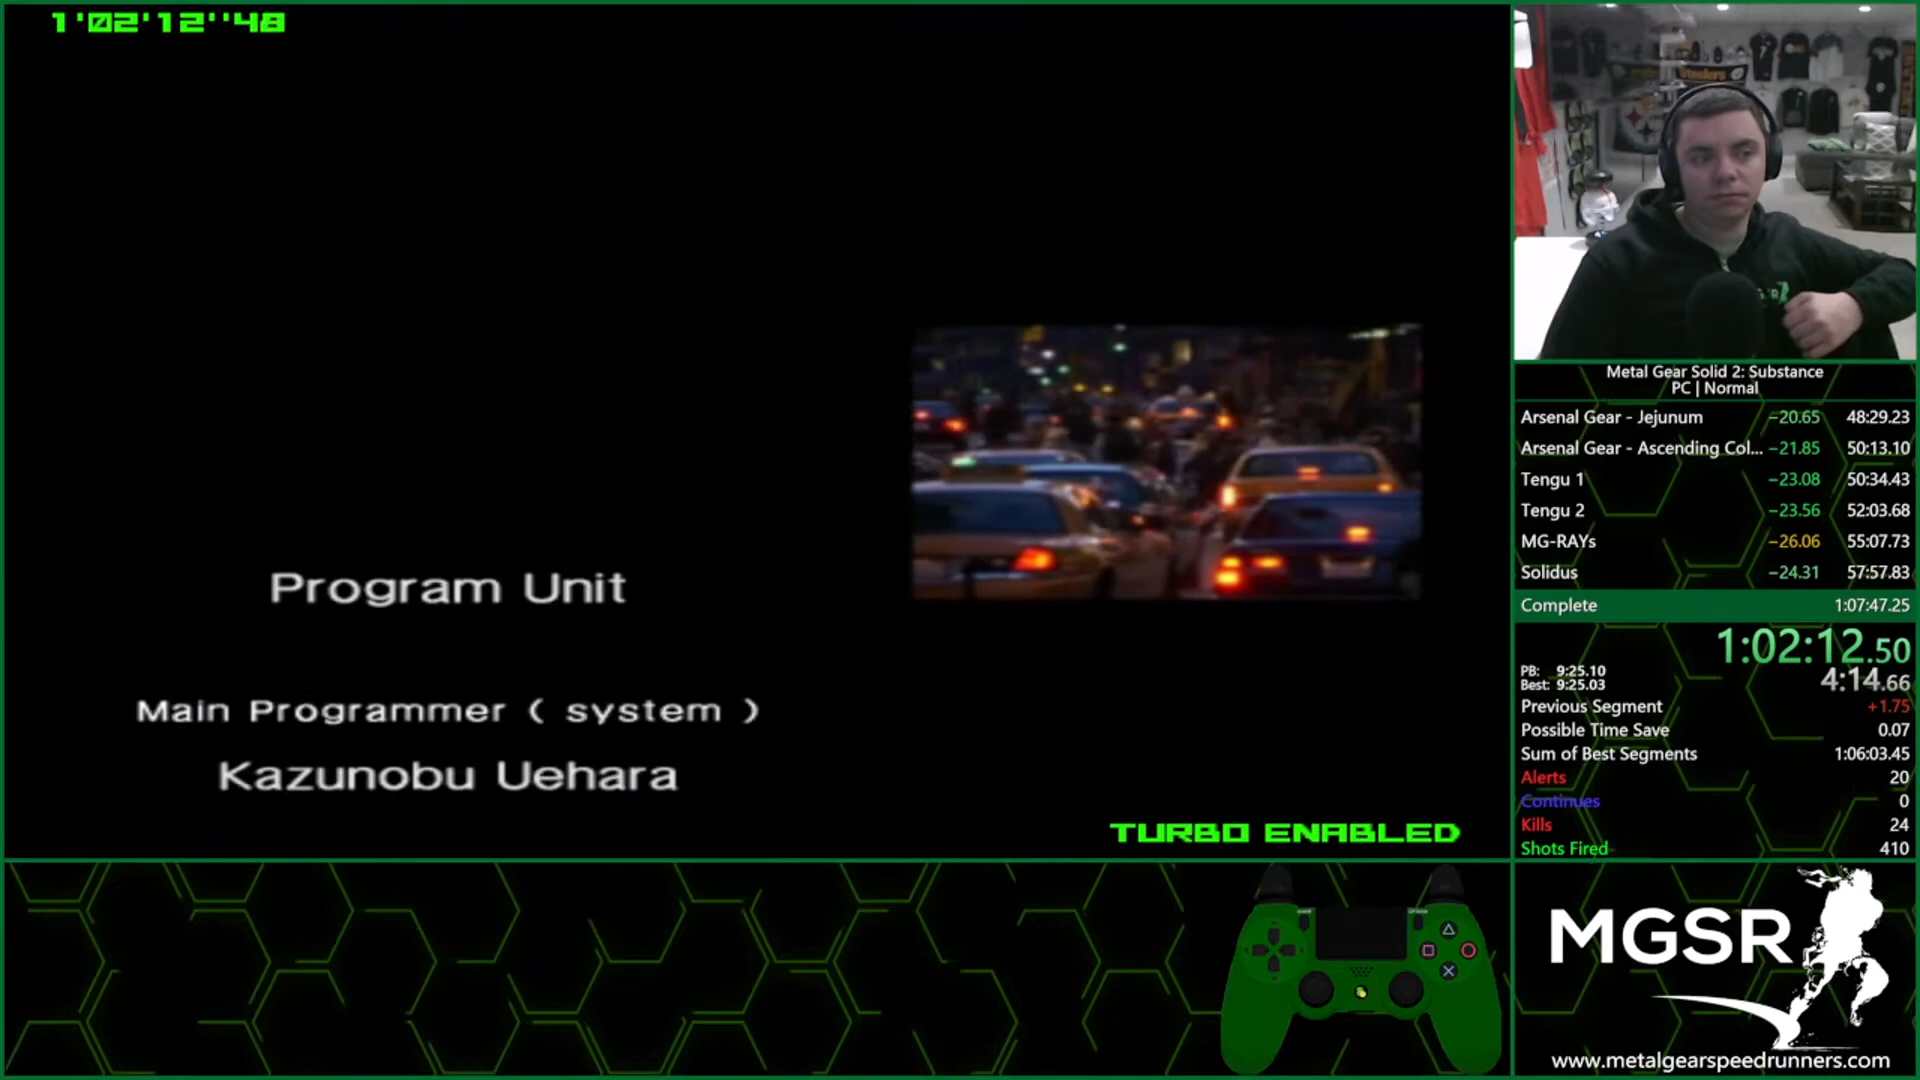 1'02'12''48
Program Unit
Main Programmer ( system )
Kazunobu Uehara
TURBO ENABLED
Steelers
Metal Gear Solid 2: Substance
PC | Normal
Arsenal Gear - Jejunum −20.65 48:29.23
Arsenal Gear - Ascending Col... −21.85 50:13.10
Tengu 1 −23.08 50:34.43
Tengu 2 −23.56 52:03.68
MG-RAYs −26.06 55:07.73
Solidus −24.31 57:57.83
Complete 1:07:47.25
1:02:12.50
PB: 9:25.10
Best: 9:25.03
4:14.66
Previous Segment +1.75
Possible Time Save 0.07
Sum of Best Segments 1:06:03.45
Alerts 20
Continues 0
Kills 24
Shots Fired 410
MGSR
www.metalgearspeedrunners.com